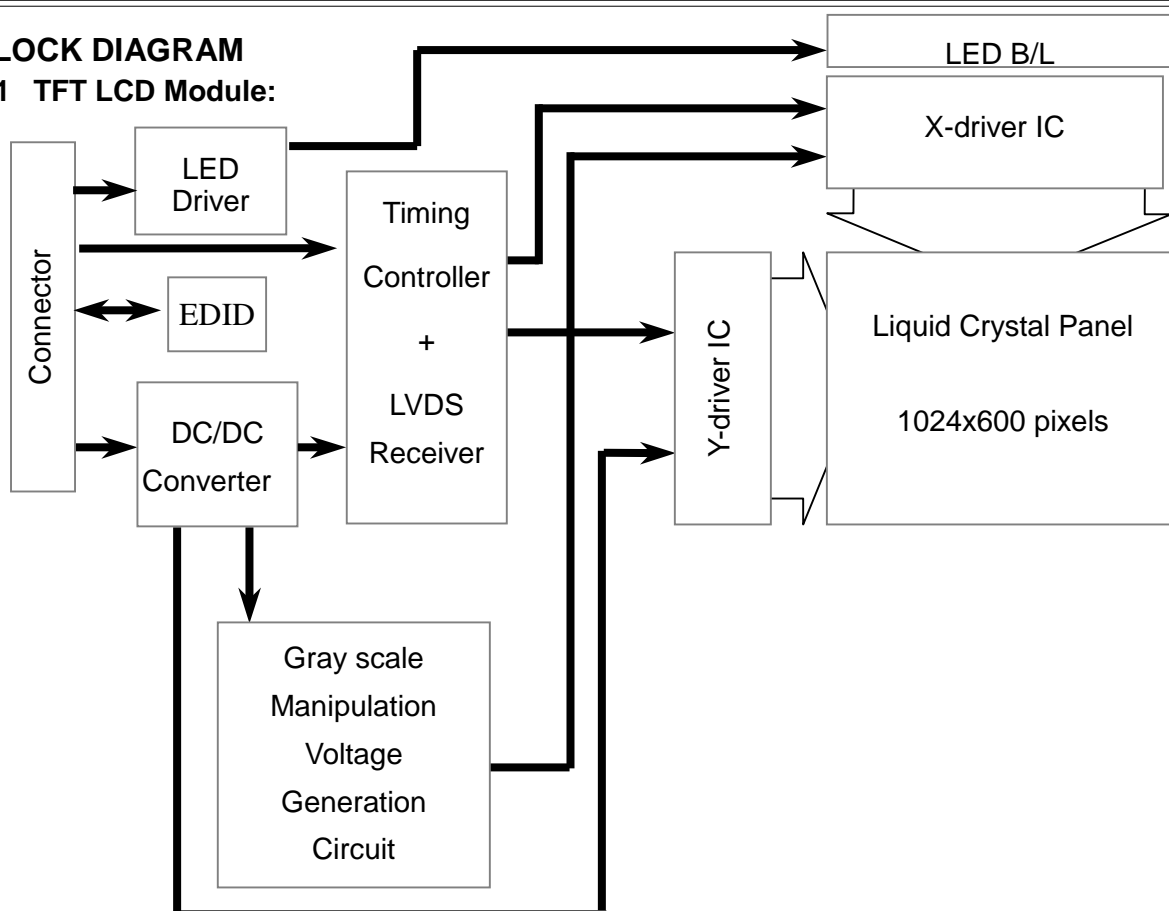 LOCK DIAGRAM
1 TFT LCD Module:
LED B/L
X-driver IC
LED
Driver
Timing
Controller
+
LVDS
Receiver
Connector
EDID
DC/DC
Converter
Y-driver IC
Liquid Crystal Panel
1024x600 pixels
Gray scale
Manipulation
Voltage
Generation
Circuit